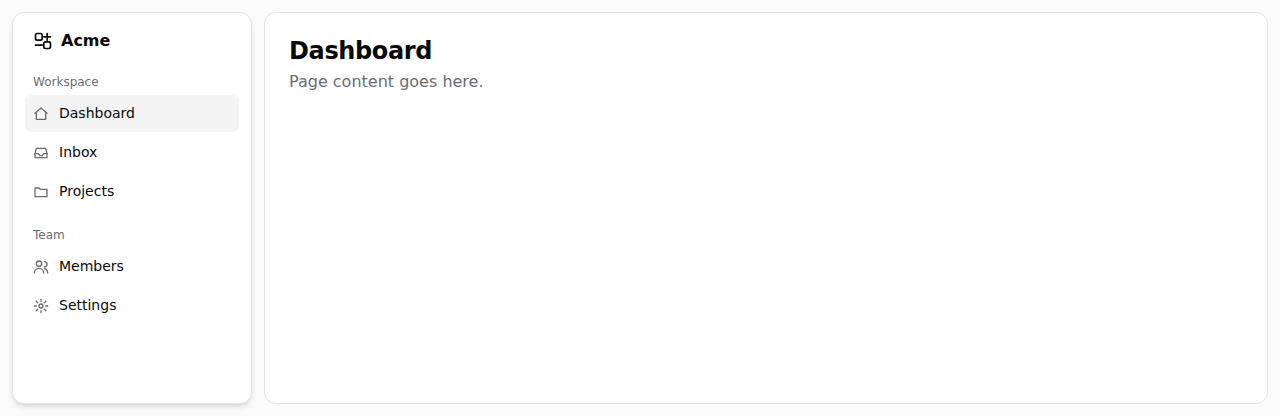 Acme
Workspace
Dashboard
Inbox
Projects
Team
Members
Settings
Dashboard
Page content goes here.